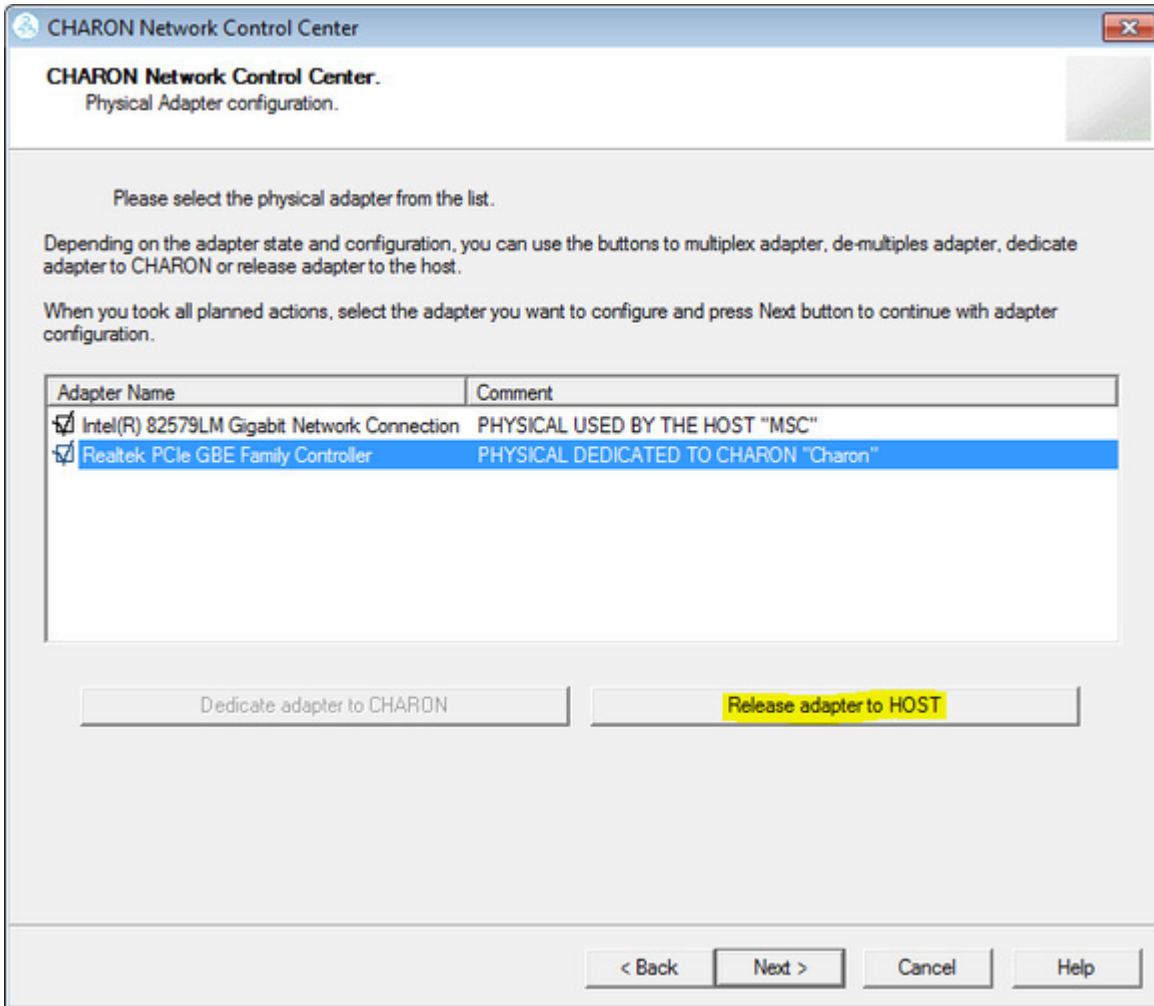 CHARON Network Control Center
CHARON Network Control Center.
Physical Adapter configuration.
Please select the physical adapter from the list.
Depending on the adapter state and configuration, you can use the buttons to multiplex adapter, de-multiples adapter, dedicate
adapter to CHARON or release adapter to the host.
When you took all planned actions, select the adapter you want to configure and press Next button to continue with adapter
configuration.
Adapter Name Comment
Intel(R) 82579LM Gigabit Network Connection PHYSICAL USED BY THE HOST "MSC"
Realtek PCIe GBE Family Controller PHYSICAL DEDICATED TO CHARON "Charon"
Dedicate adapter to CHARON Release adapter to HOST
< Back Next > Cancel Help